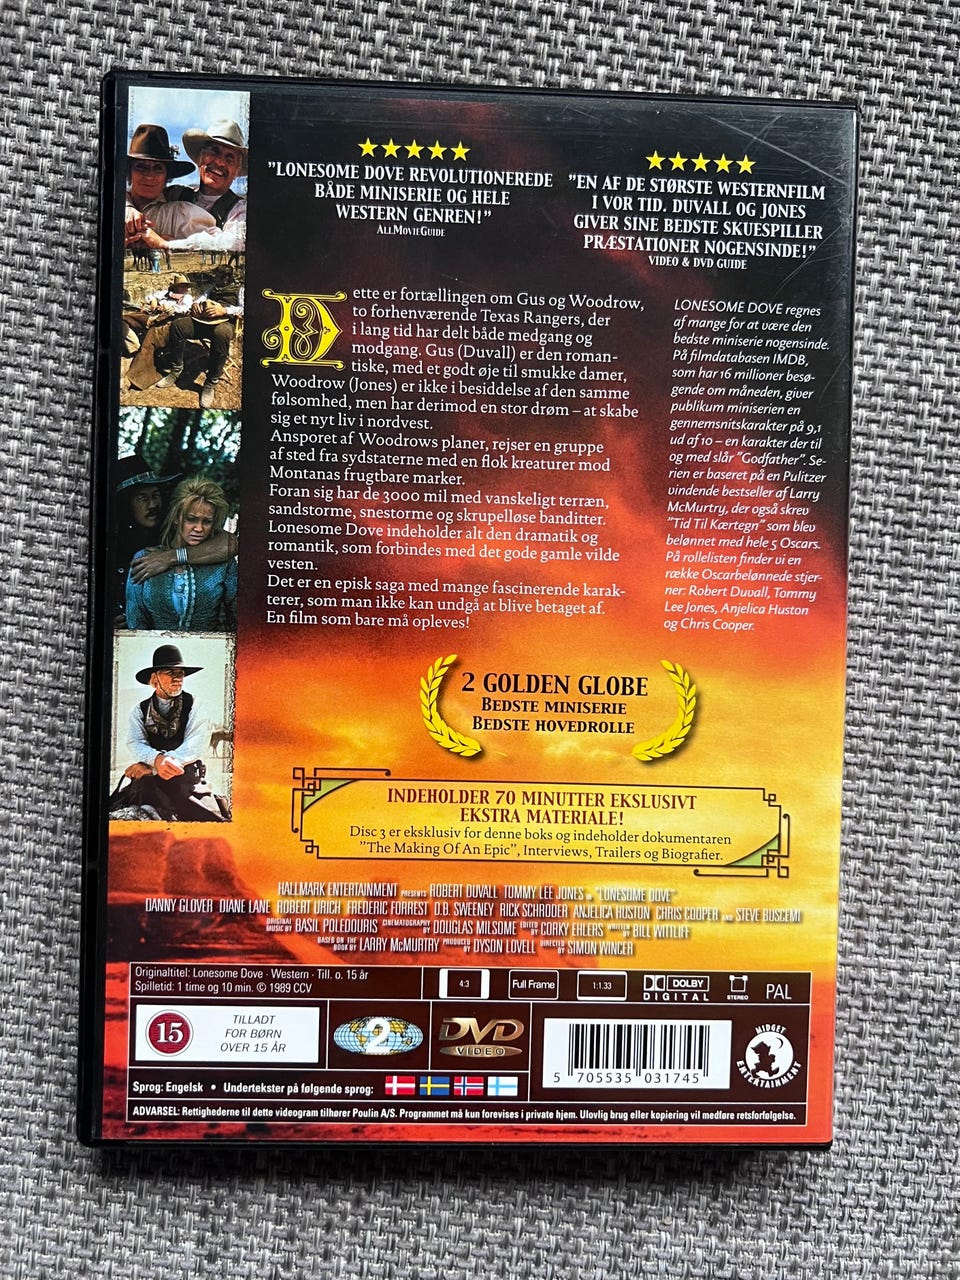 "LONESOME DOVE REVOLUTIONEREDE
BÅDE MINISERIE OG HELE
WESTERN GENREN!"
ALLMOVIEGUIDE
"EN AF DE STØRSTE WESTERNFILM
I VOR TID. DUVALL OG JONES
GIVER SINE BEDSTE SKUESPILLER
PRÆSTATIONER NOGENSINDE!"
VIDEO & DVD GUIDE
Dette er fortællingen om Gus og Woodrow,
to forhenværende Texas Rangers, der
i lang tid har delt både medgang og
modgang. Gus (Duvall) er den roman-
tiske, med et godt øje til smukke damer,
Woodrow (Jones) er ikke i besiddelse af den samme
følsomhed, men har derimod en stor drøm – at skabe
sig et nyt liv i nordvest.
Ansporet af Woodrows planer, rejser en gruppe
af sted fra sydstaterne med en flok kreaturer mod
Montanas frugtbare marker.
Foran sig har de 3000 mil med vanskeligt terræn,
sandstorme, snestorme og skrupelløse banditter.
Lonesome Dove indeholder alt den dramatik og
romantik, som forbindes med det gode gamle vilde
vesten.
Det er en episk saga med mange fascinerende karak-
terer, som man ikke kan undgå at blive betaget af.
En film som bare må opleves!
LONESOME DOVE regnes
af mange for at være den
bedste miniserie nogensinde.
På filmdatabasen IMDB,
som har 16 millioner besø-
gende om måneden, giver
publikum miniserien en
gennemsnitskarakter på 9,1
ud af 10 – en karakter der til
og med slår "Godfather". Se-
rien er baseret på en Pulitzer
vindende bestseller af Larry
McMurtry, der også skrev
"Tid Til Kærtegn" som blev
belønnet med hele 5 Oscars.
På rollelisten finder vi en
række Oscarbelønnede stjer-
ner: Robert Duvall, Tommy
Lee Jones, Anjelica Huston
og Chris Cooper.
2 GOLDEN GLOBE
BEDSTE MINISERIE
BEDSTE HOVEDROLLE
INDEHOLDER 70 MINUTTER EKSLUSIVT
EKSTRA MATERIALE!
Disc 3 er eksklusiv for denne boks og indeholder dokumentaren
"The Making Of An Epic", Interviews, Trailers og Biografier.
HALLMARK ENTERTAINMENT PRESENTS ROBERT DUVALL TOMMY LEE JONES IN "LONESOME DOVE"
DANNY GLOVER DIANE LANE ROBERT URICH FREDERIC FORREST D.B. SWEENEY RICK SCHRODER ANJELICA HUSTON CHRIS COOPER AND STEVE BUSCEMI
ORIGINAL MUSIC BY BASIL POLEDOURIS CINEMATOGRAPHY BY DOUGLAS MILSOME EDITED BY CORKY EHLERS WRITTEN BY BILL WITTLIFF
BASED ON THE BOOK BY LARRY McMURTRY PRODUCED BY DYSON LOVELL DIRECTED BY SIMON WINCER
Originaltitel: Lonesome Dove · Western · Till. o. 15 år
Spilletid: 1 time og 10 min. © 1989 CCV
4:3
Full Frame
1:1.33
DOLBY
DIGITAL
STEREO
PAL
15
TILLADT
FOR BØRN
OVER 15 ÅR
2
DVD
VIDEO
5 705535 031745
MIDGET
ENTERTAINMENT
Sprog: Engelsk • Undertekster på følgende sprog:
ADVARSEL: Rettighederne til dette videogram tilhører Poulin A/S. Programmet må kun forevises i private hjem. Ulovlig brug eller kopiering vil medføre retsforfølgelse.